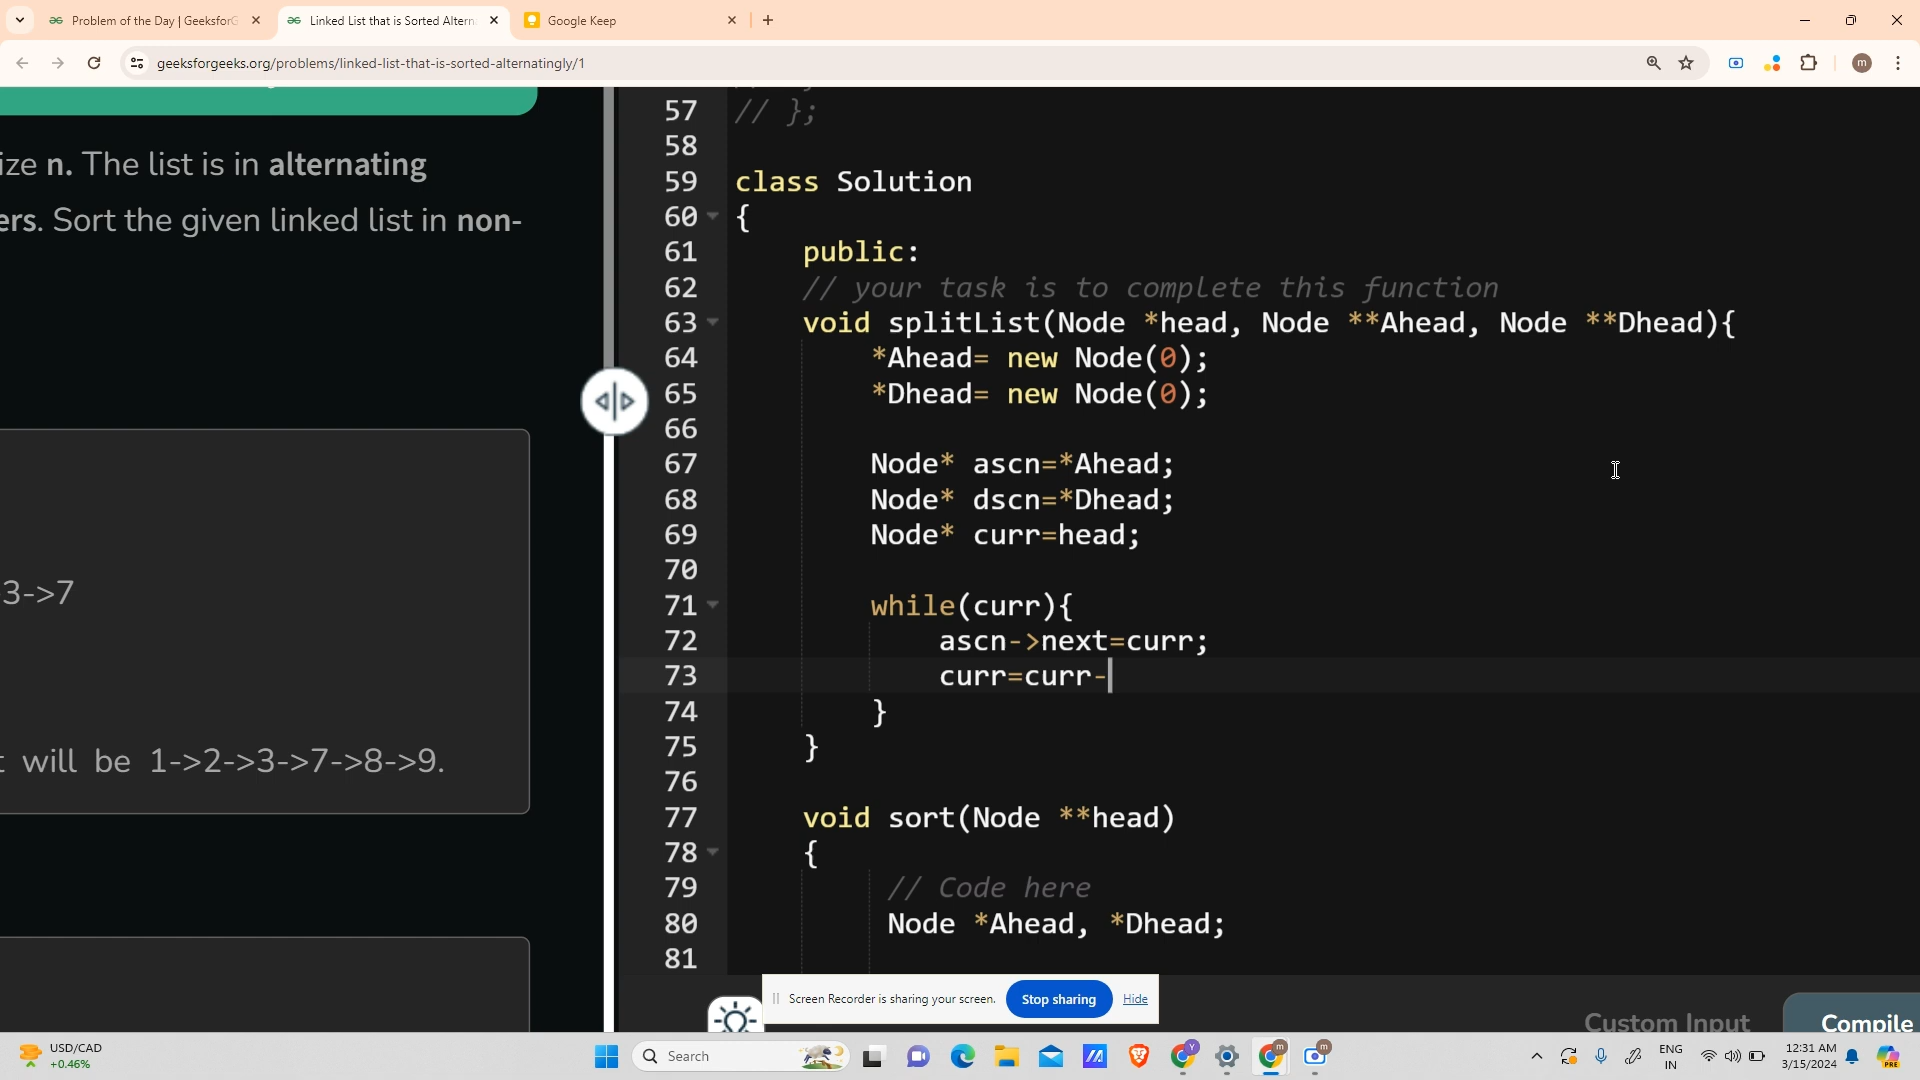 Problem of the Day | GeeksforG
Linked List that is Sorted Altern
Google Keep
geeksforgeeks.org/problems/linked-list-that-is-sorted-alternatingly/1
ize n. The list is in alternating
ers. Sort the given linked list in non-
3->7
will be 1->2->3->7->8->9.
57 // };
58
59 class Solution
60 {
61 public:
62 // your task is to complete this function
63 void splitList(Node *head, Node **Ahead, Node **Dhead){
64 *Ahead= new Node(0);
65 *Dhead= new Node(0);
66
67 Node* ascn=*Ahead;
68 Node* dscn=*Dhead;
69 Node* curr=head;
70
71 while(curr){
72 ascn->next=curr;
73 curr=curr-
74 }
75 }
76
77 void sort(Node **head)
78 {
79 // Code here
80 Node *Ahead, *Dhead;
81
Screen Recorder is sharing your screen. Stop sharing Hide
Custom Input Compile
USD/CAD
+0.46%
Search
ENG
IN
12:31 AM
3/15/2024